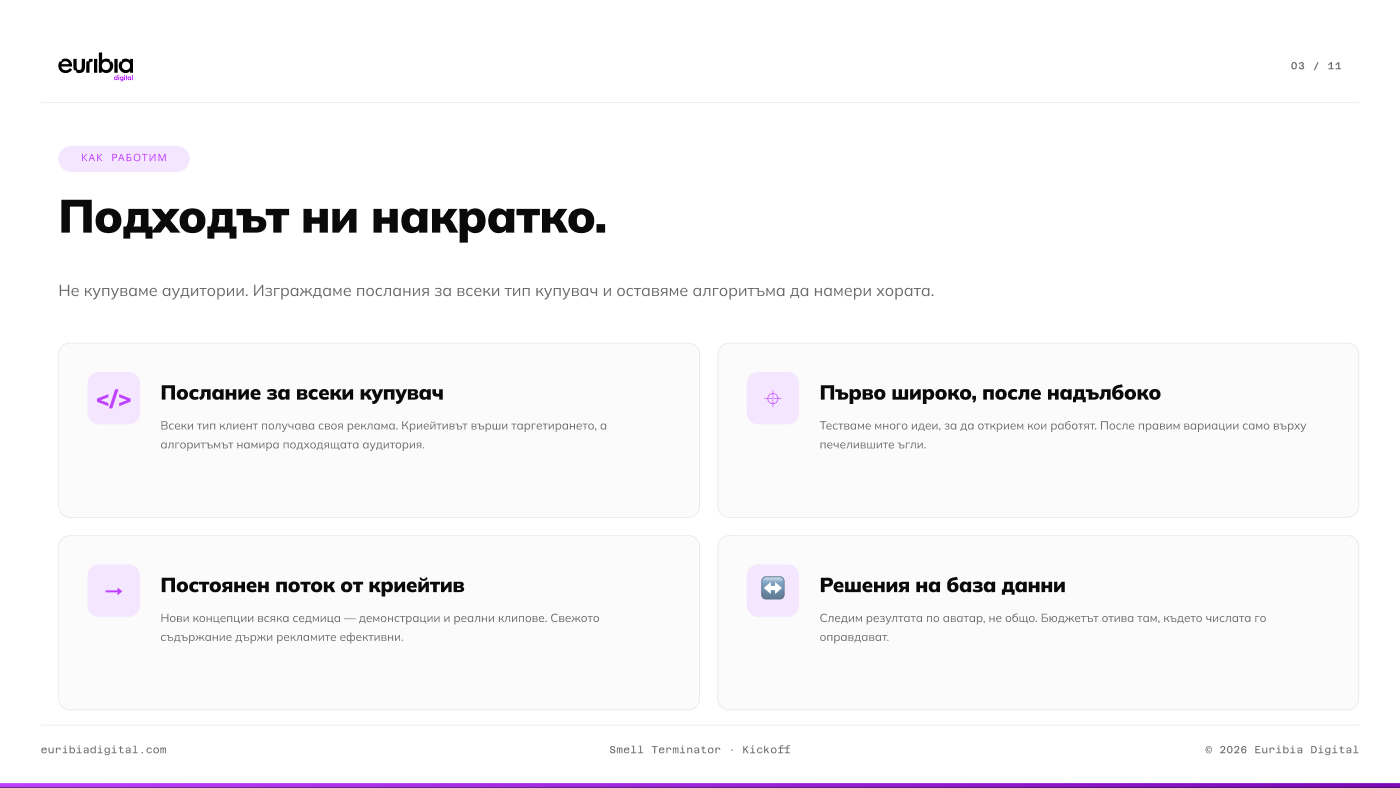 euribia
digital
03 / 11
КАК РАБОТИМ
Подходът ни накратко.
Не купуваме аудитории. Изграждаме послания за всеки тип купувач и оставяме алгоритъма да намери хората.
</>
Послание за всеки купувач
Всеки тип клиент получава своя реклама. Криейтивът върши таргетирането, а
алгоритъмът намира подходящата аудитория.
Първо широко, после надълбоко
Тестваме много идеи, за да открием кои работят. После правим вариации само върху
печелившите ъгли.
→
Постоянен поток от криейтив
Нови концепции всяка седмица — демонстрации и реални клипове. Свежото
съдържание държи рекламите ефективни.
↔️
Решения на база данни
Следим резултата по аватар, не общо. Бюджетът отива там, където числата го
оправдават.
euribiadigital.com
Smell Terminator · Kickoff
© 2026 Euribia Digital